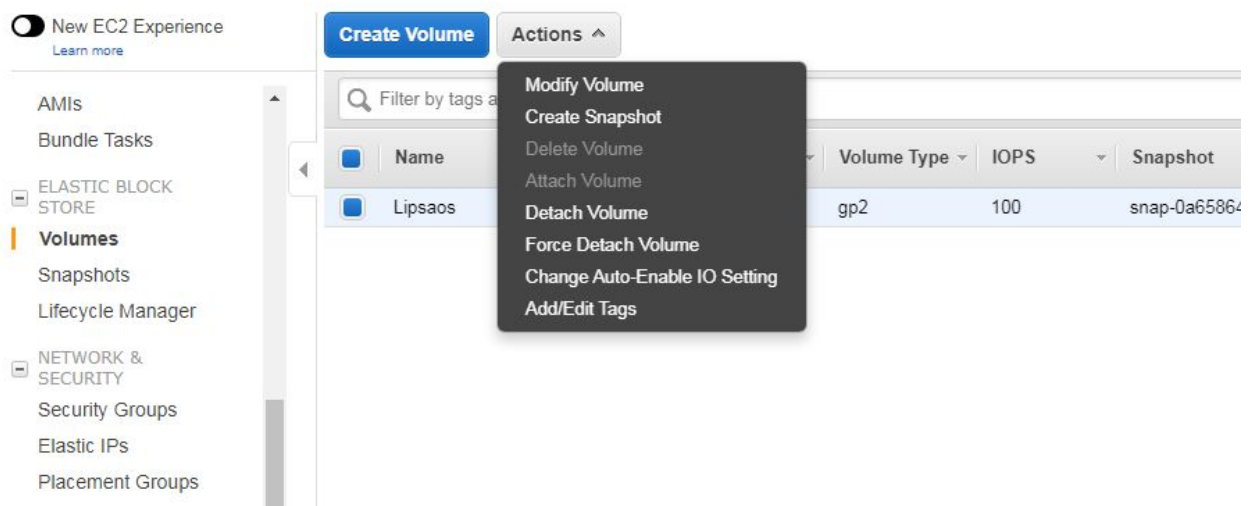 New EC2 Experience
Learn more
AMIs
Bundle Tasks
ELASTIC BLOCK
STORE
Volumes
Snapshots
Lifecycle Manager
NETWORK &
SECURITY
Security Groups
Elastic IPs
Placement Groups
Create Volume Actions
Filter by tags a
Modify Volume
Create Snapshot
Delete Volume
Attach Volume
Detach Volume
Force Detach Volume
Change Auto-Enable IO Setting
Add/Edit Tags
Name Volume Type IOPS Snapshot
Lipsaos gp2 100 snap-0a65864